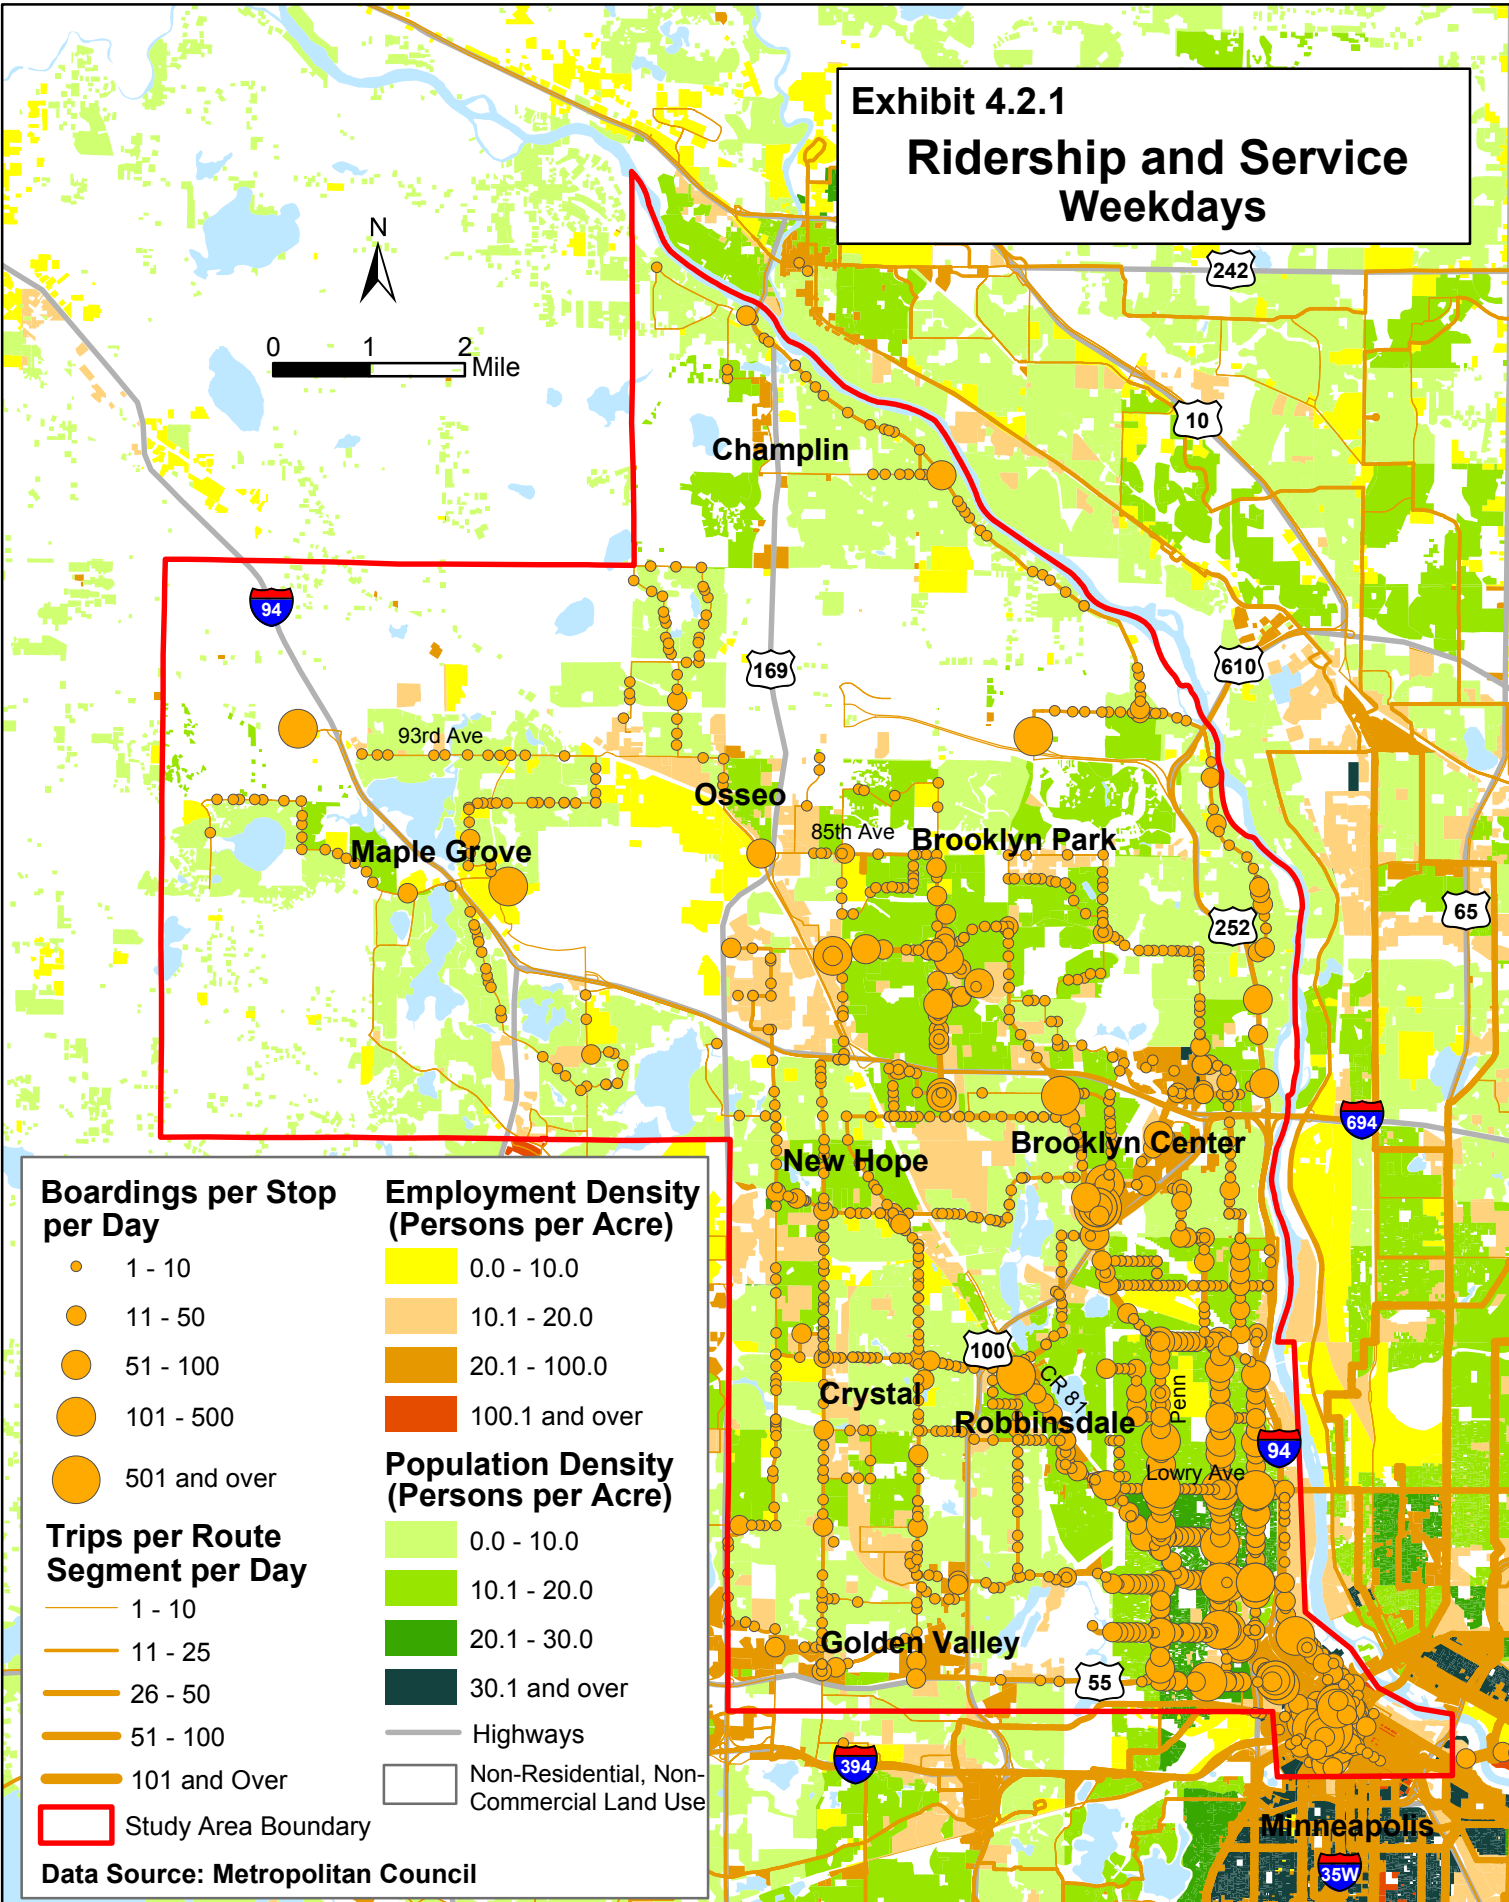 Exhibit 4.2.1
Ridership and Service
Weekdays
N
0 1 2
Mile
242
10
Champlin
94
169
610
93rd Ave
Osseo
85th Ave
Brooklyn Park
Maple Grove
252
65
694
Brooklyn Center
New Hope
100
CR 81
Penn
Crystal
Robbinsdale
94
Lowry Ave
Golden Valley
55
394
Minneapolis
35W
Boardings per Stop
per Day
1 - 10
11 - 50
51 - 100
101 - 500
501 and over
Trips per Route
Segment per Day
1 - 10
11 - 25
26 - 50
51 - 100
101 and Over
Study Area Boundary
Employment Density
(Persons per Acre)
0.0 - 10.0
10.1 - 20.0
20.1 - 100.0
100.1 and over
Population Density
(Persons per Acre)
0.0 - 10.0
10.1 - 20.0
20.1 - 30.0
30.1 and over
Highways
Non-Residential, Non-
Commercial Land Use
Data Source: Metropolitan Council